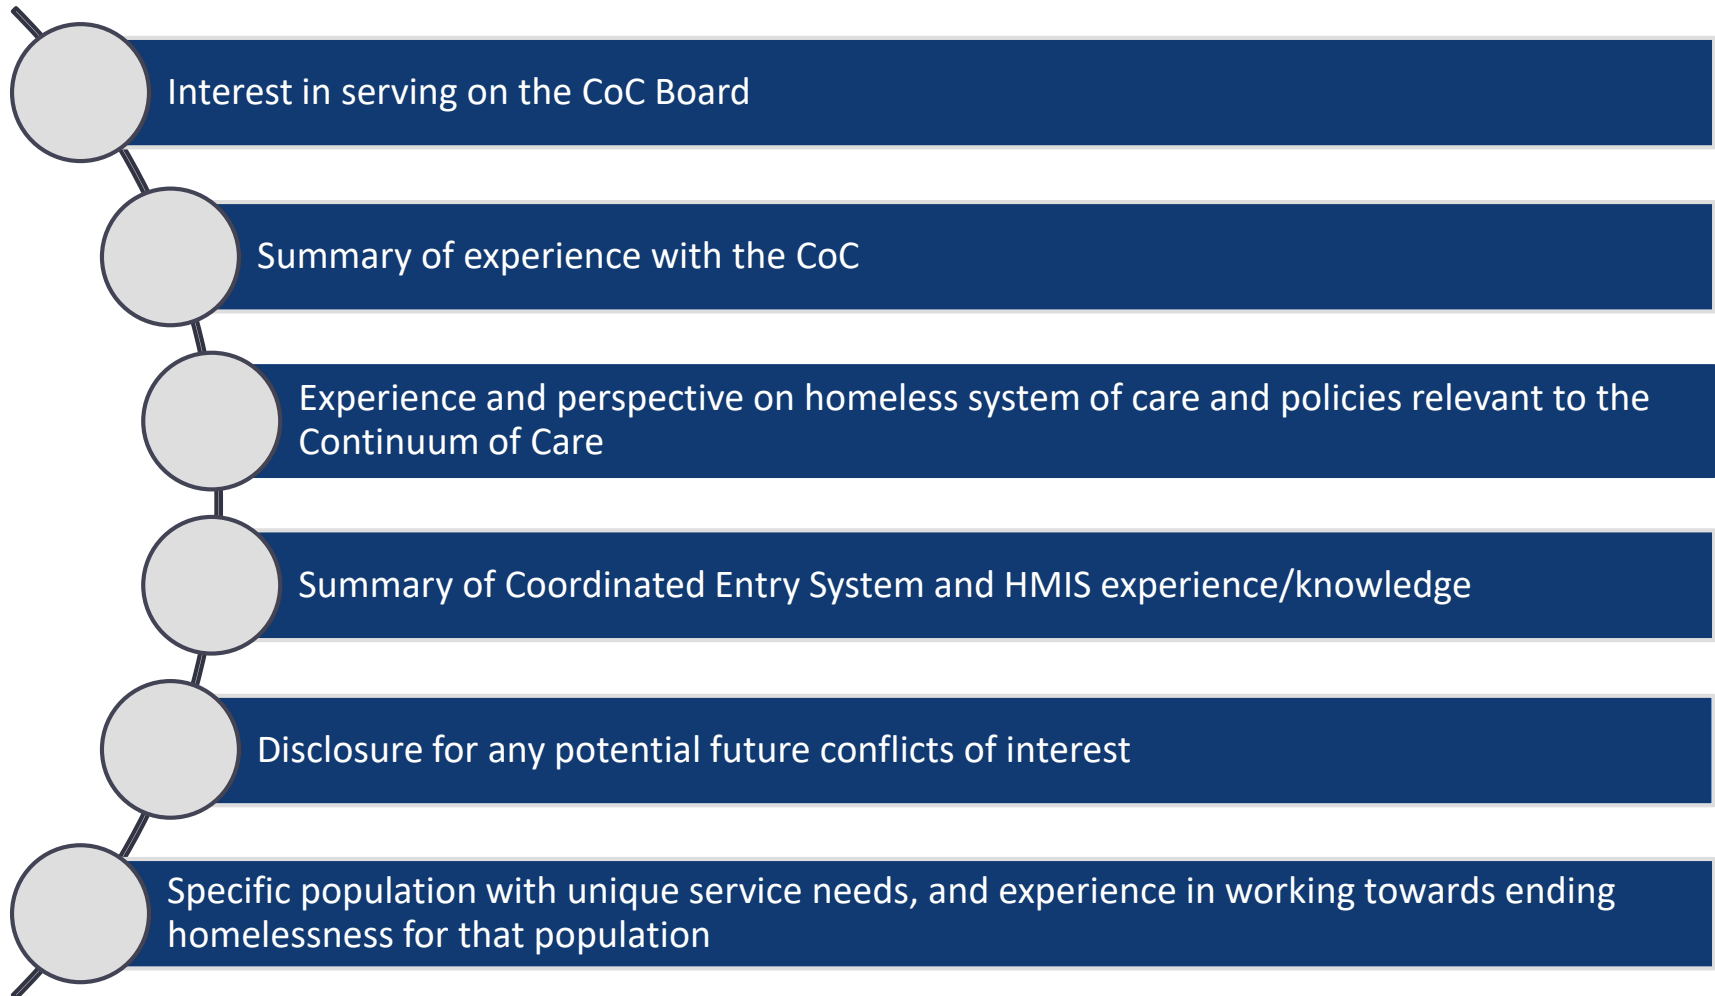 Interest in serving on the CoC Board
Summary of experience with the CoC
Experience and perspective on homeless system of care and policies relevant to the
Continuum of Care
Summary of Coordinated Entry System and HMIS experience/knowledge
Disclosure for any potential future conflicts of interest
Specific population with unique service needs, and experience in working towards ending
homelessness for that population